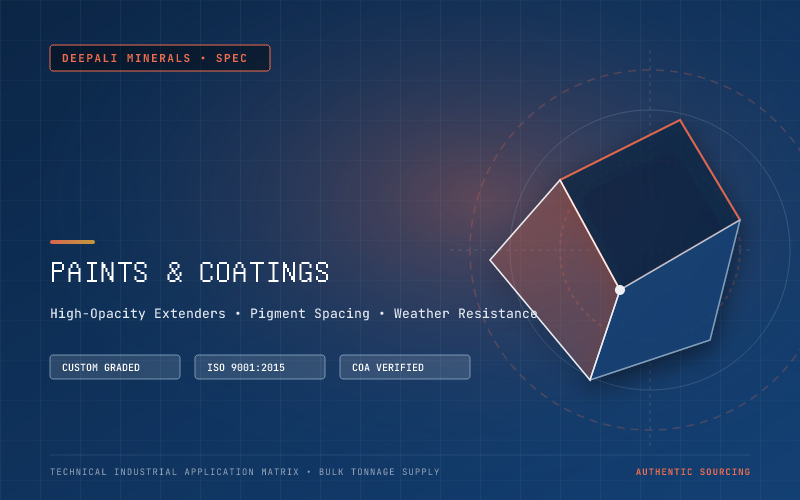 DEEPALI MINERALS • SPEC
PAINTS & COATINGS
High-Opacity Extenders • Pigment Spacing • Weather Resistance
CUSTOM GRADED
ISO 9001:2015
COA VERIFIED
TECHNICAL INDUSTRIAL APPLICATION MATRIX • BULK TONNAGE SUPPLY
AUTHENTIC SOURCING